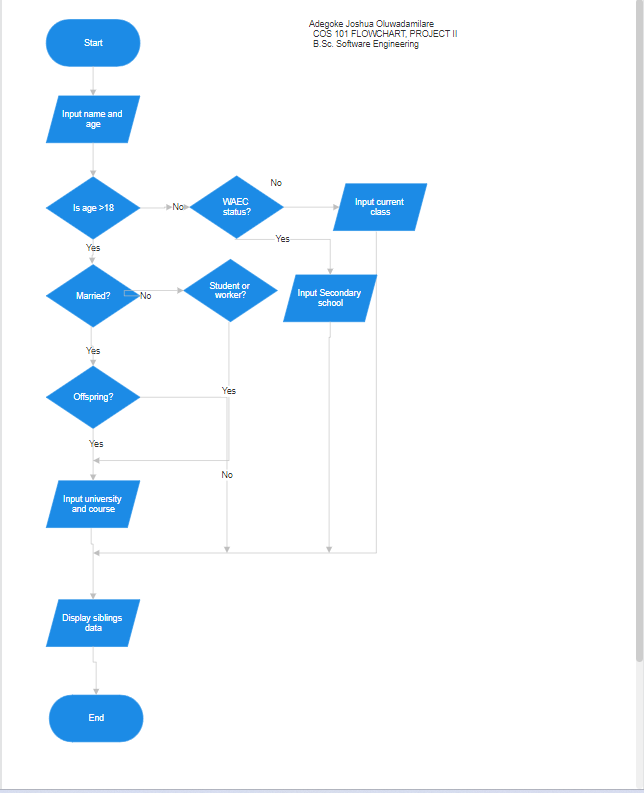 Adegoke Joshua Oluwadamilare
COS 101 FLOWCHART, PROJECT II
B.Sc. Software Engineering
Start
Input name and
age
Is age >18
No
WAEC
status?
No
Input current
class
Yes
Yes
Married?
No
Student or
worker?
Input Secondary
school
Yes
Offspring?
Yes
Yes
No
Input university
and course
Display siblings
data
End